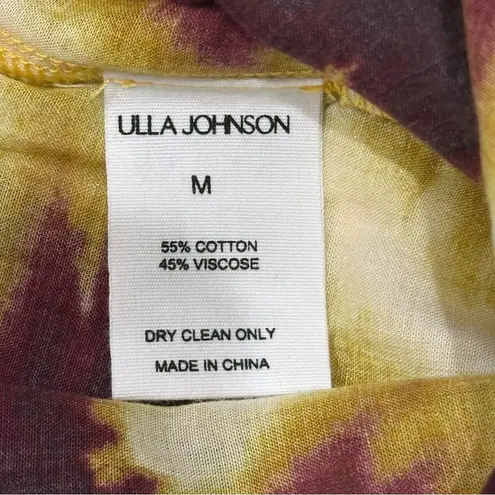 ULLA JOHNSON
M
55% COTTON
45% VISCOSE
DRY CLEAN ONLY
MADE IN CHINA